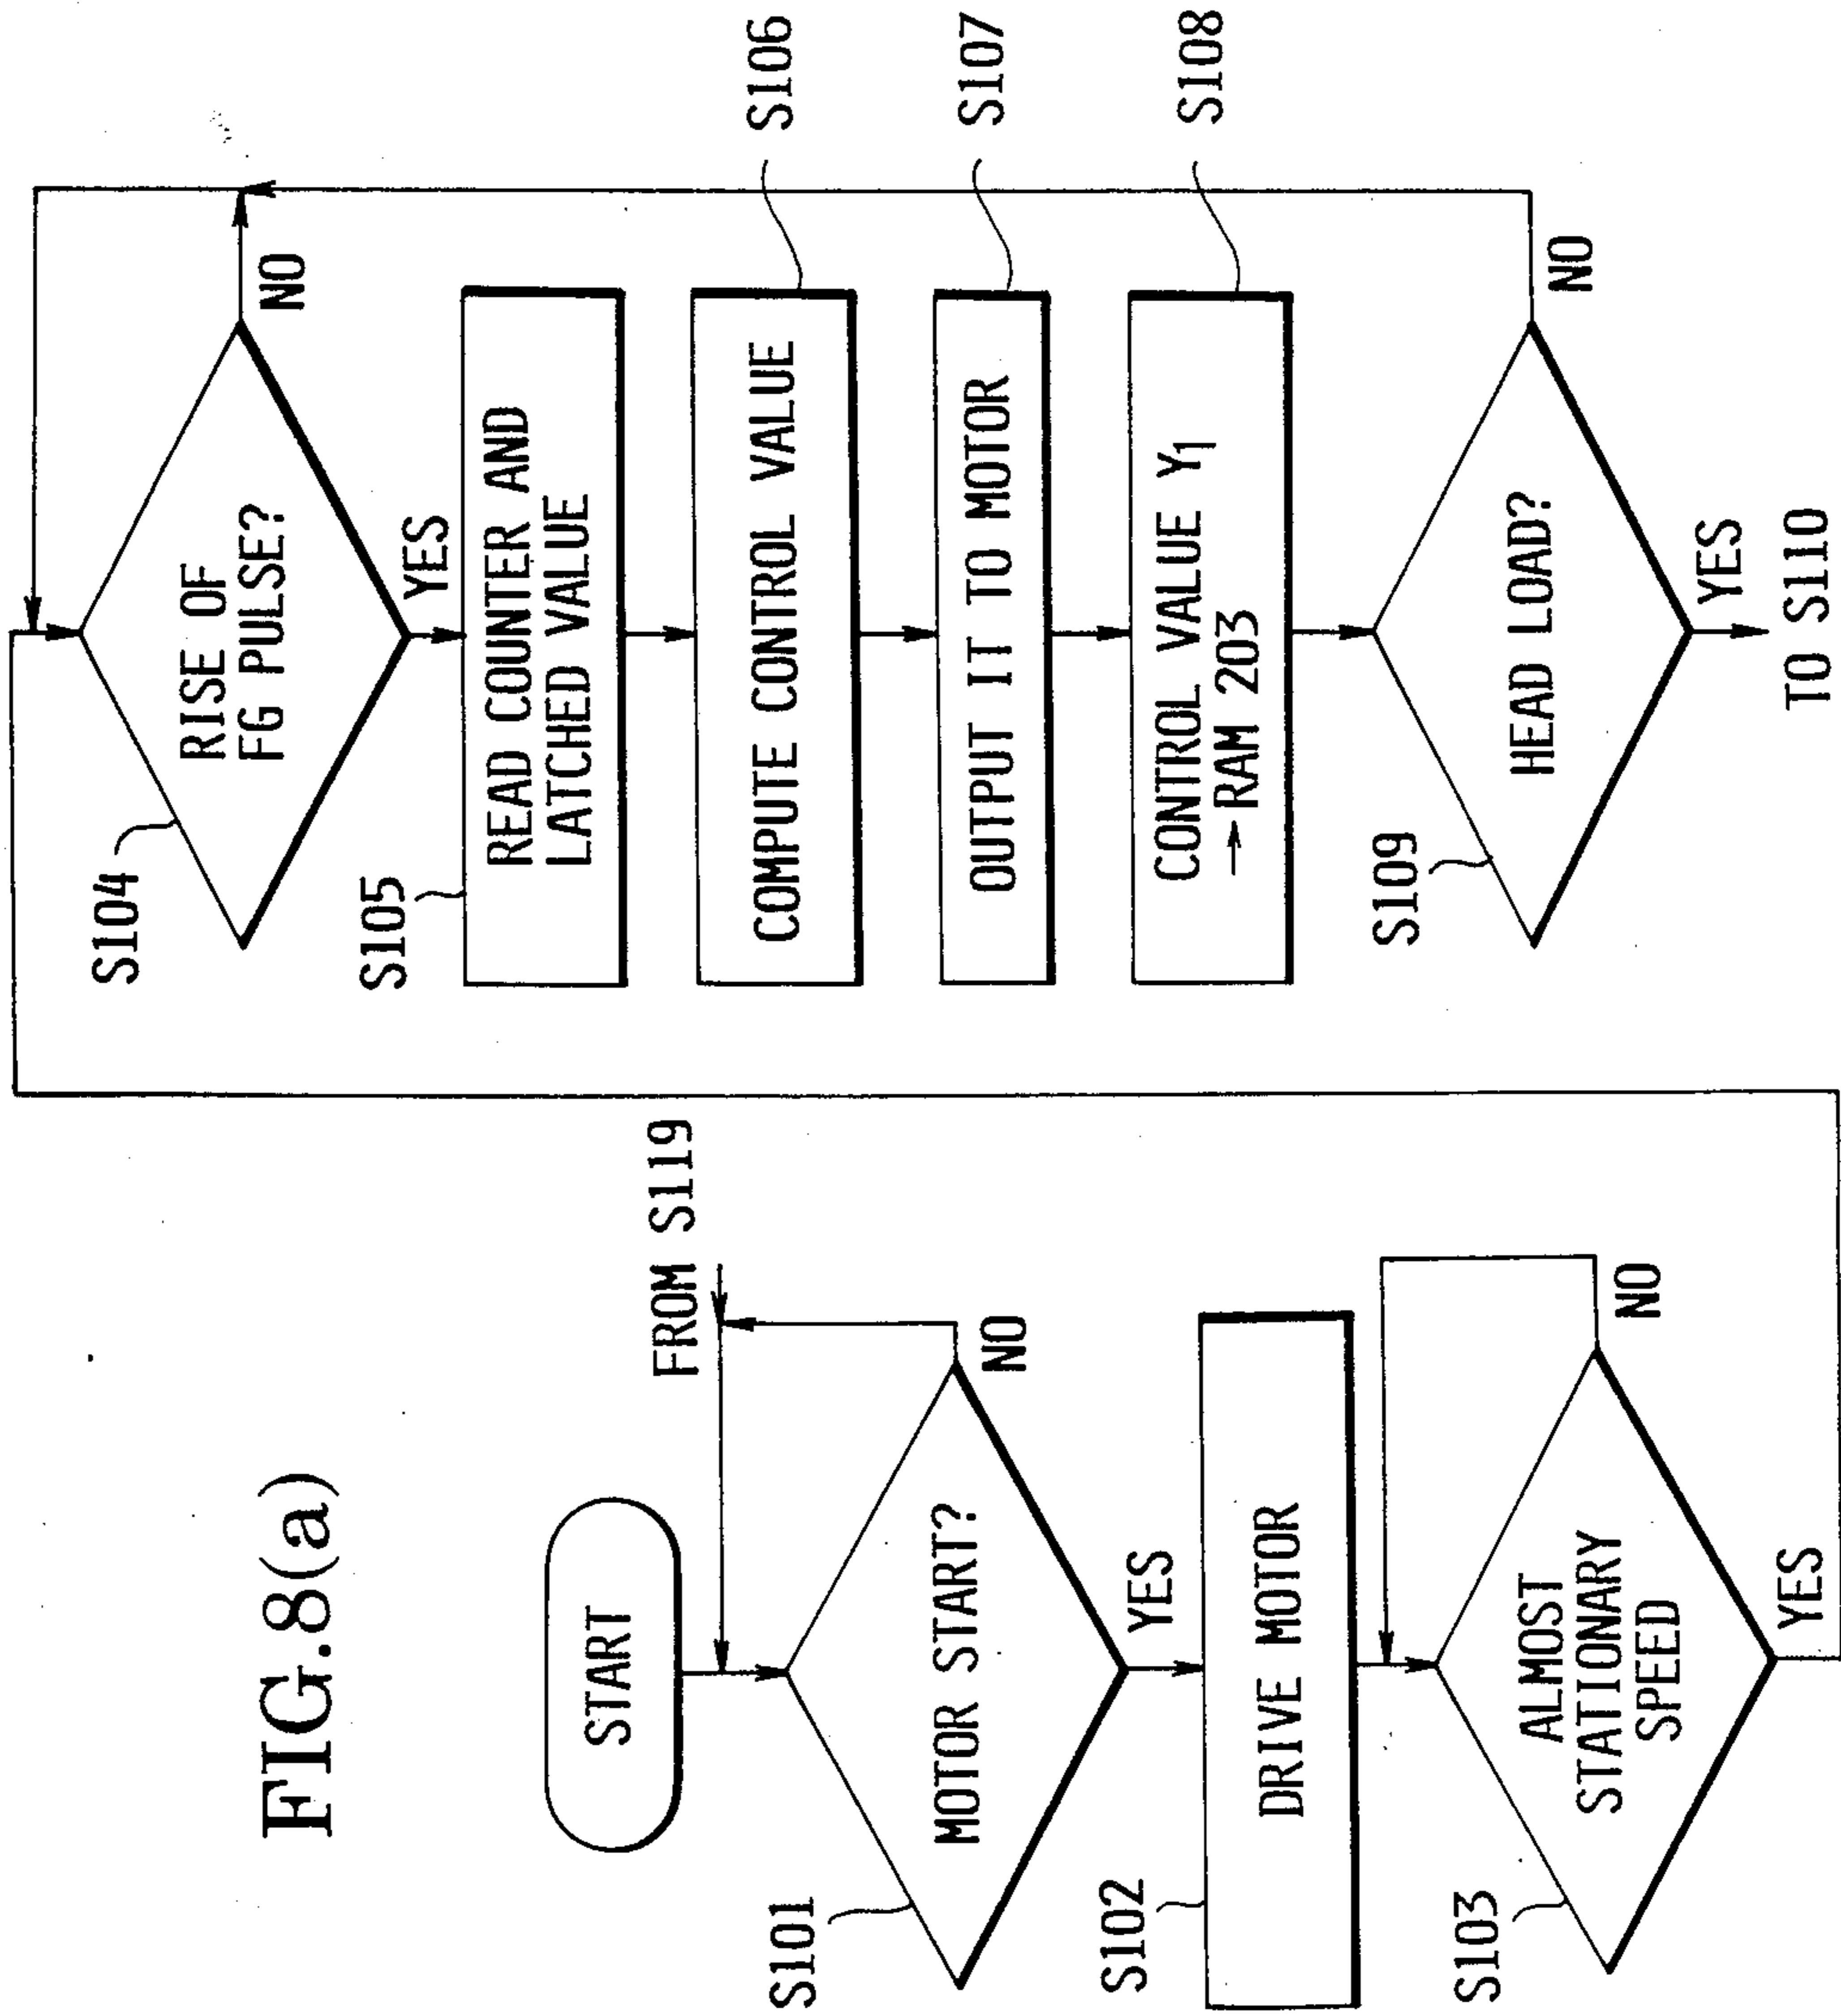 FIG.8(a)
START
FROM S119
S101
MOTOR START?
NO
YES
S102
DRIVE MOTOR
S103
ALMOST
STATIONARY
SPEED
NO
YES
S104
RISE OF
FG PULSE?
NO
YES
S105
READ COUNTER AND
LATCHED VALUE
COMPUTE CONTROL VALUE
S106
OUTPUT IT TO MOTOR
S107
CONTROL VALUE Y1
→ RAM 203
S108
S109
HEAD LOAD?
NO
YES
TO S110